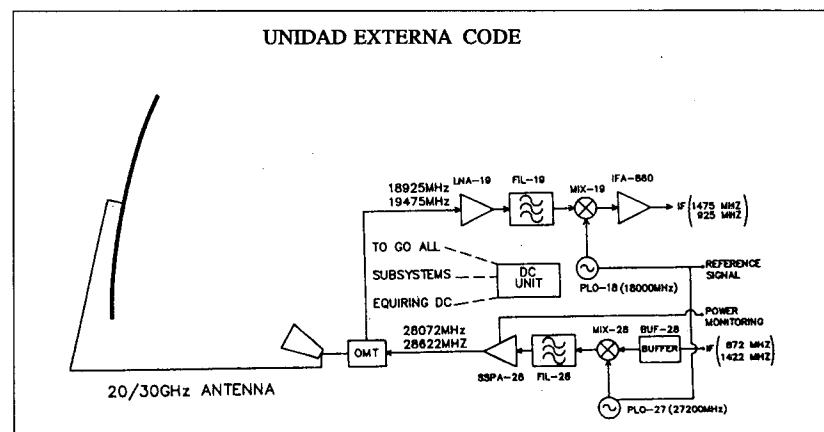 UNIDAD EXTERNA CODE
18925MHz
19475MHz
LNA-19
FIL-19
MIX-19
IFA-880
IF (1475 MHZ
925 MHZ)
TO GO ALL
SUBSYSTEMS
EQUIRING DC
DC
UNIT
PLO-18 (18000MHz)
REFERENCE
SIGNAL
POWER
MONITORING
28072MHz
28622MHZ
OMT
SSPA-28
FIL-28
MIX-28
BUF-28
BUFFER
IF (872 MHZ
1422 MHZ)
PLO-27 (27200MHz)
20/30GHz ANTENNA